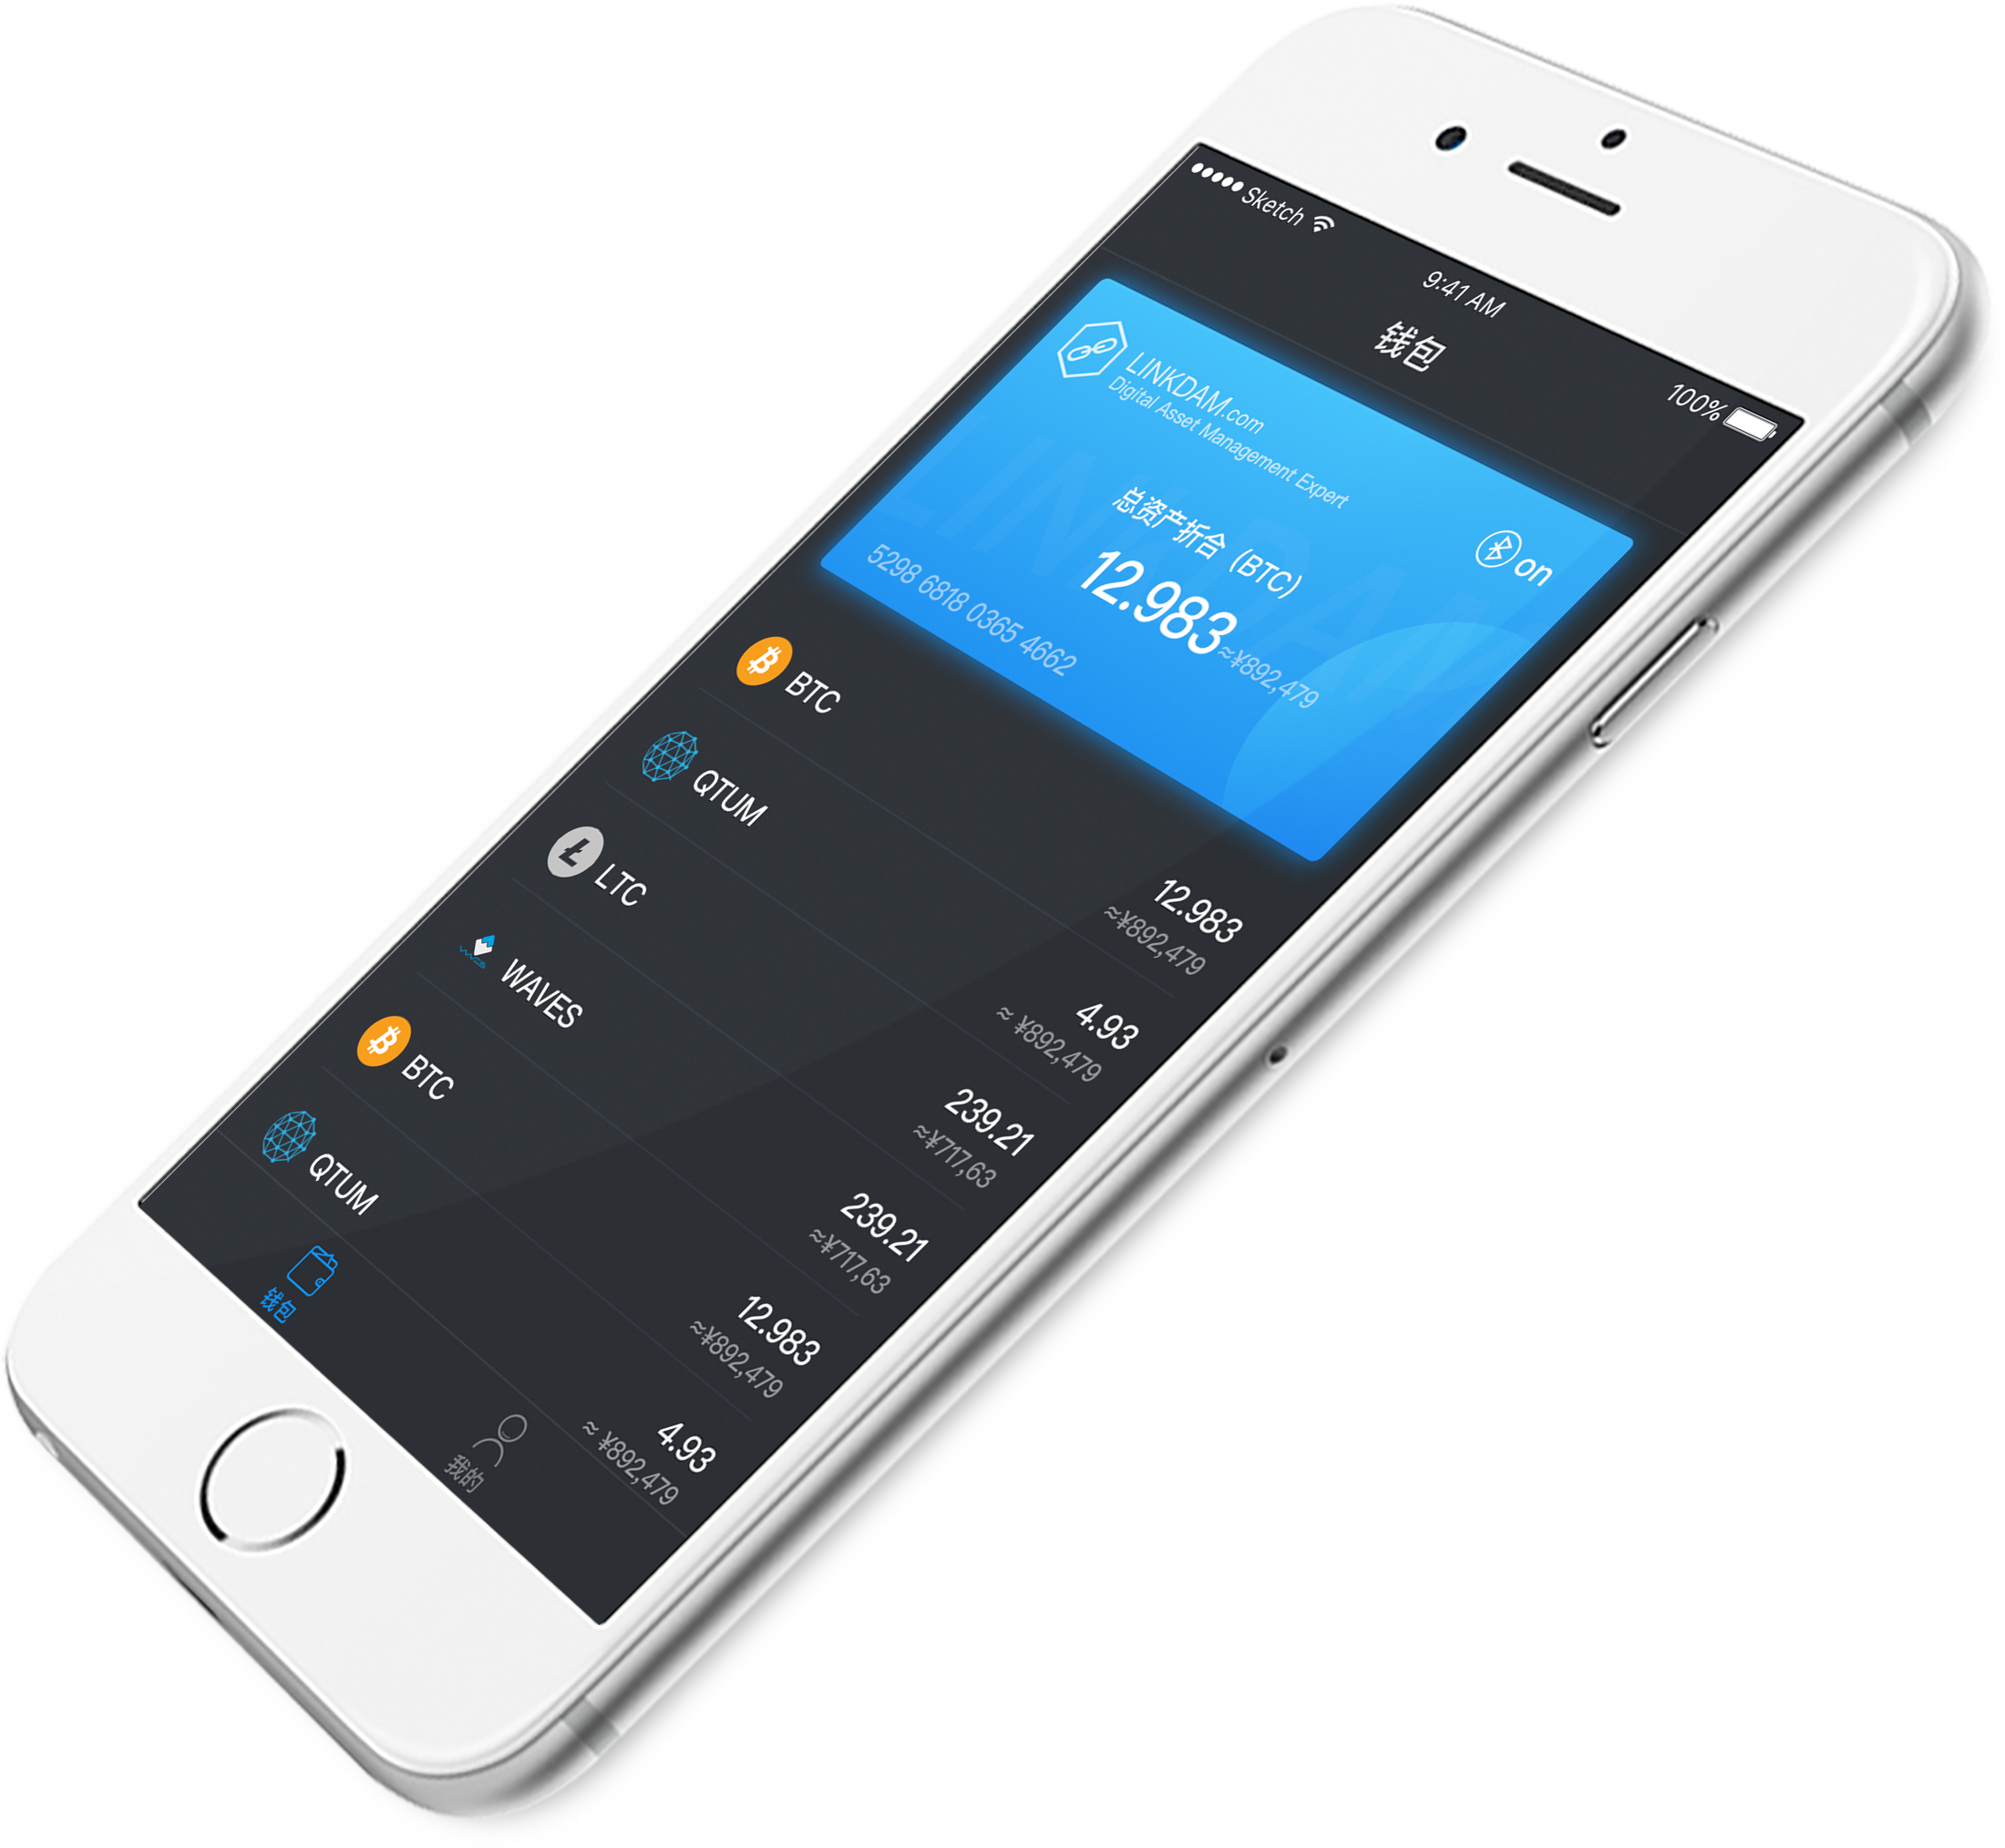 Sketch
9:41 AM
100%
钱包
LINKDAM.com
Digital Asset Management Expert
on
LINKDAM
总资产折合（BTC）
12.983≈¥892,479
5298 6818 0365 4662
BTC
12.983
≈¥892,479
QTUM
4.93
≈ ¥892,479
LTC
239.21
≈¥717,63
WAVES
239.21
≈¥717,63
BTC
12.983
≈¥892,479
QTUM
4.93
≈ ¥892,479
钱包
我的